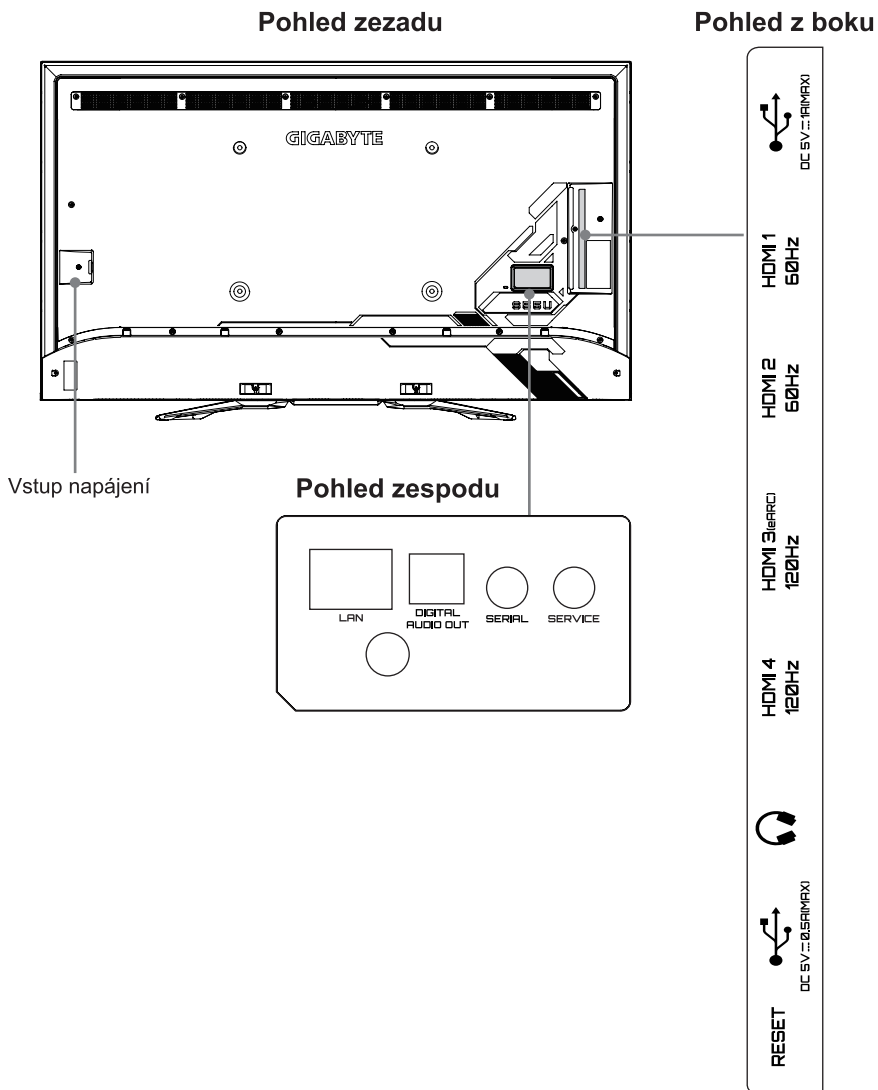 Pohled zezadu
Pohled z boku
GIGABYTE
S55U
Vstup napájení
Pohled zespodu
LAN
DIGITAL
AUDIO OUT
SERIAL
SERVICE
DC 5V⎓1A(MAX)
HDMI 1
60Hz
HDMI 2
60Hz
HDMI 3(eARC)
120Hz
HDMI 4
120Hz
DC 5V⎓0.5A(MAX)
RESET